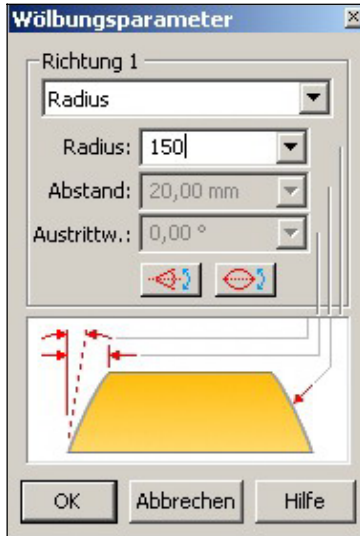 Wölbungsparameter
Richtung 1
Radius
Radius: 150
Abstand: 20,00 mm
Austrittw.: 0,00 °
OK Abbrechen Hilfe